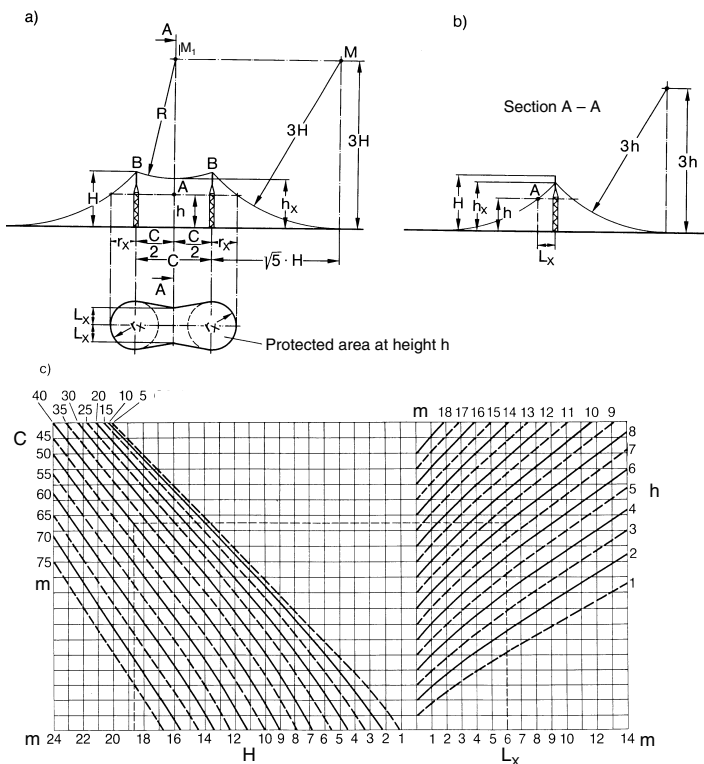 a)
b)
A
M1
M
R
3H
3H
Section A – A
3h
3h
B
B
A
H
h
hx
H
hx
h
A
rx
C
2
C
2
rx
C
√5 · H
Lx
A
Lx
Lx
rx
rx
Protected area at height h
c)
40
35
30
25
20
15
10
5
m 18 17 16 15 14 13 12 11 10 9
C
45
50
55
60
65
70
75
m
8
7
6
5
h
4
3
2
1
m 24 22 20 18 16 14 12 10 9 8 7 6 5 4 3 2 1
1 2 3 4 5 6 7 8 9 10 12 14 m
H
Lx